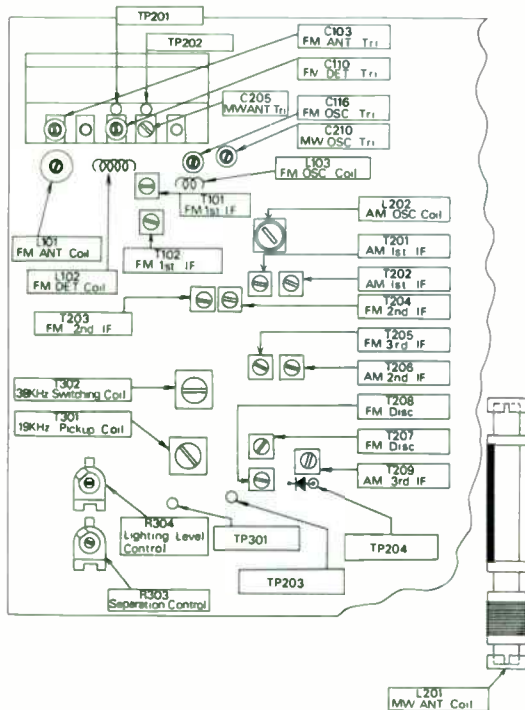 TP201
TP202
C103
FM ANT Tri
C110
FM DET Tri
C205
MW ANT Tri
C116
FM OSC Tri
C210
MW OSC Tri
L103
FM OSC Coil
T101
FM 1st IF
L202
AM OSC Coil
L101
FM ANT Coil
T102
FM 1st IF
T201
AM 1st IF
L102
FM DET Coil
T202
AM 1st IF
T203
FM 2nd IF
T204
FM 2nd IF
T205
FM 3rd IF
T302
38KHz Switching Coil
T206
AM 2nd IF
T301
19KHz Pickup Coil
T208
FM Disc
T207
FM Disc
T209
AM 3rd IF
R304
Lighting Level
Control
TP301
TP204
TP203
R303
Separation Control
L201
MW ANT Coil